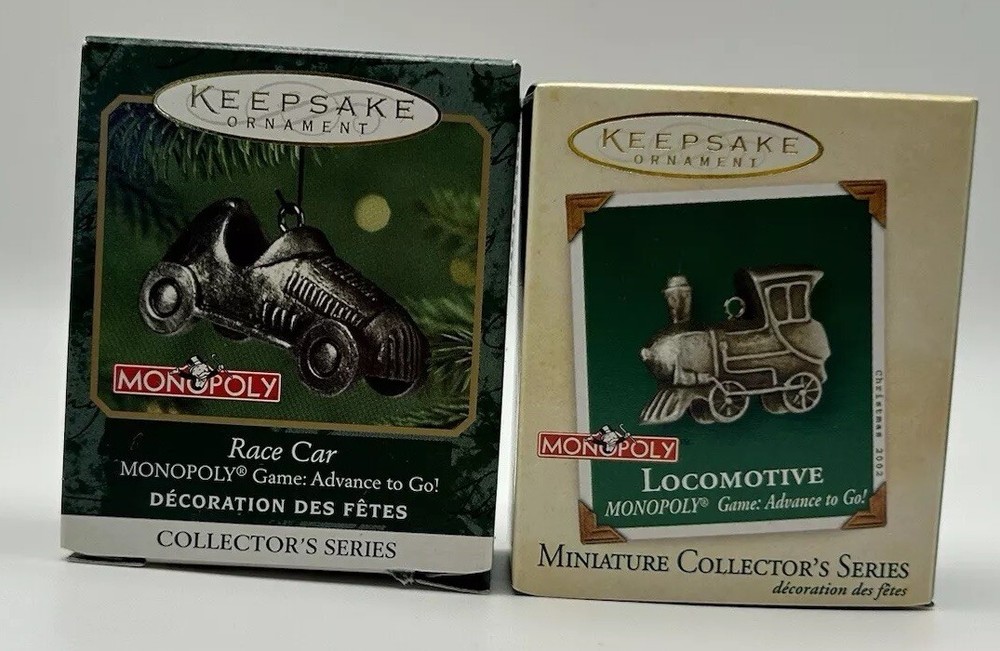 KEEPSAKE
ORNAMENT
MONOPOLY
Race Car
MONOPOLY® Game: Advance to Go!
DÉCORATION DES FÊTES
COLLECTOR'S SERIES
KEEPSAKE
ORNAMENT
Christmas 2002
MONOPOLY
LOCOMOTIVE
MONOPOLY® Game: Advance to Go!
MINIATURE COLLECTOR'S SERIES
décoration des fêtes